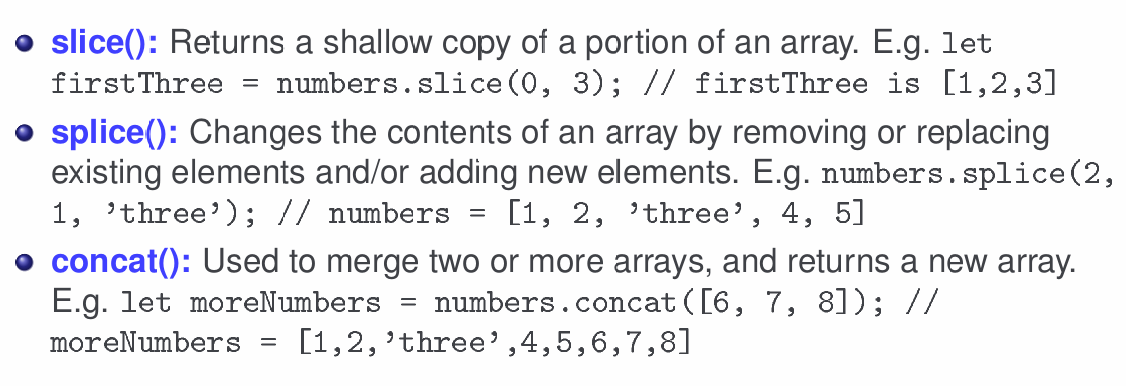 slice(): Returns a shallow copy of a portion of an array. E.g. let
firstThree = numbers.slice(0, 3); // firstThree is [1,2,3]
splice(): Changes the contents of an array by removing or replacing
existing elements and/or adding new elements. E.g. numbers.splice(2,
1, ’three’); // numbers = [1, 2, ’three’, 4, 5]
concat(): Used to merge two or more arrays, and returns a new array.
E.g. let moreNumbers = numbers.concat([6, 7, 8]); //
moreNumbers = [1,2,’three’,4,5,6,7,8]